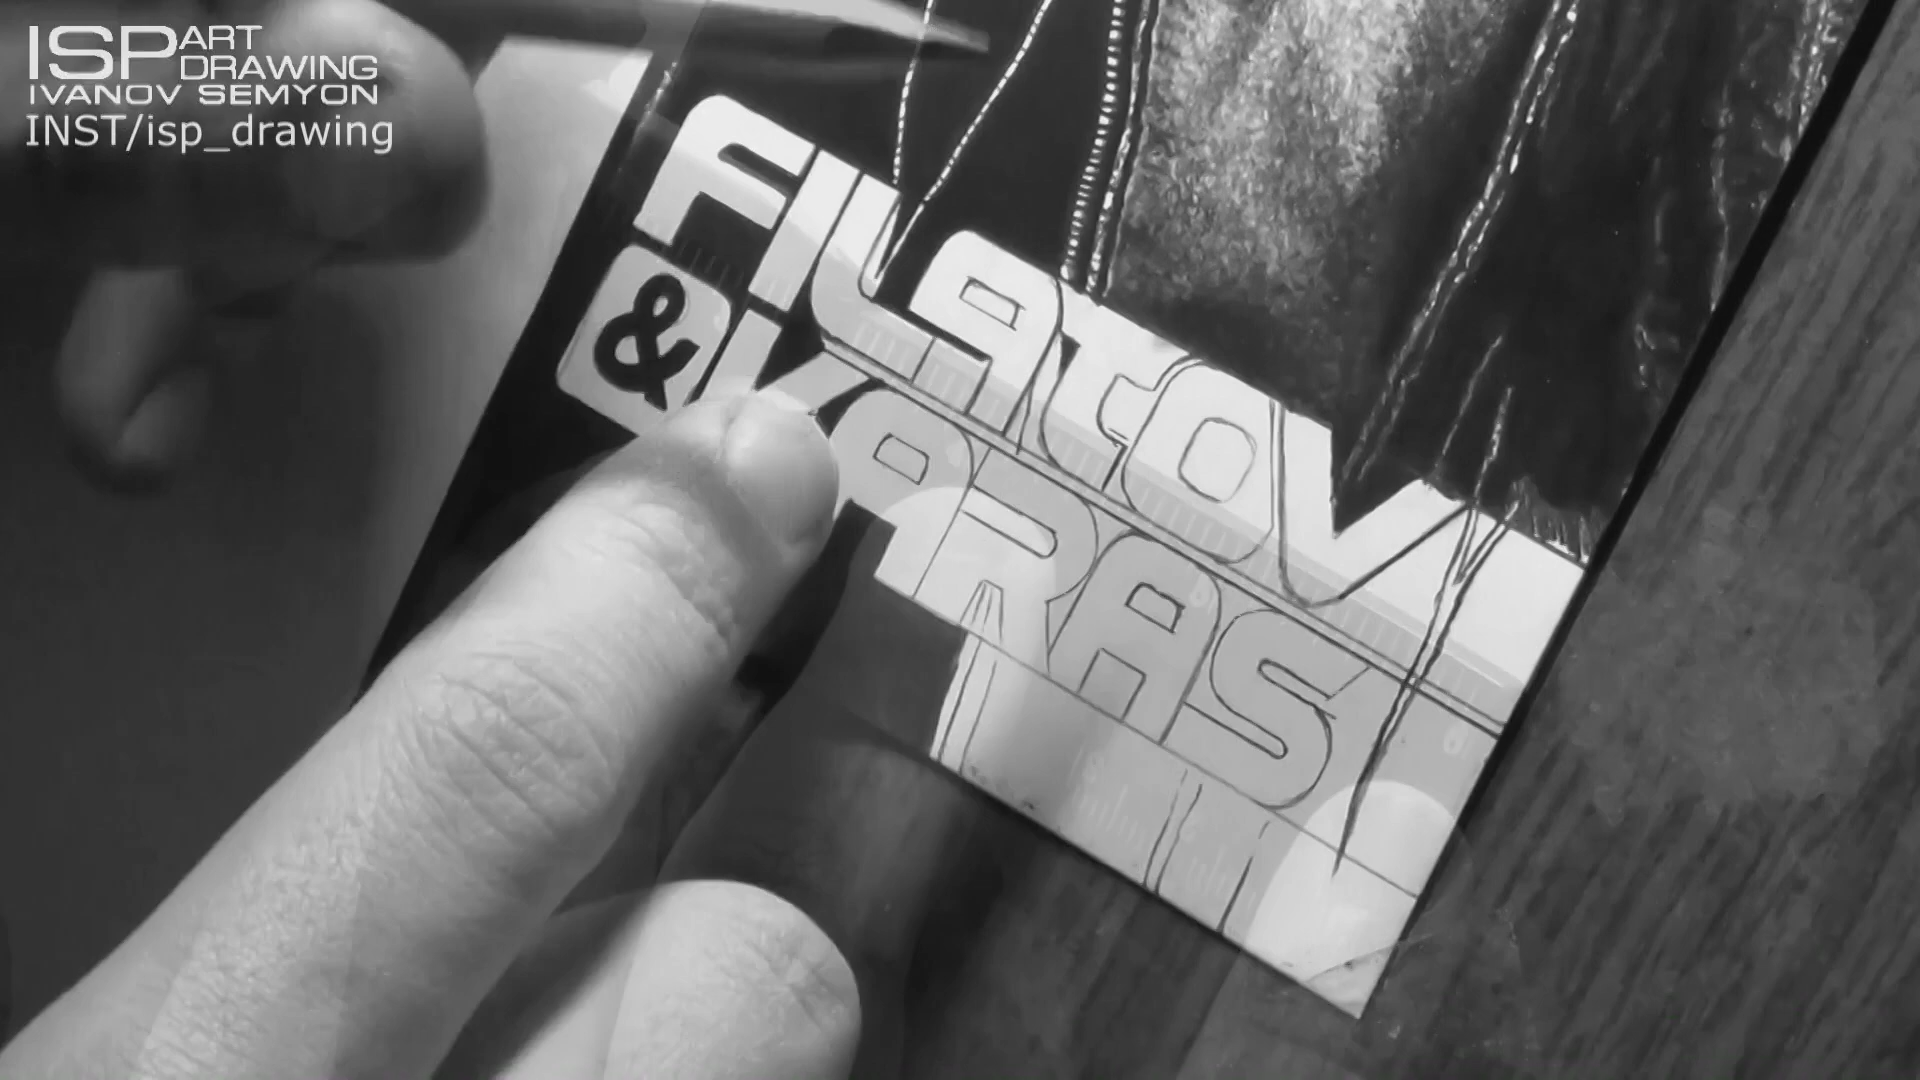 ISP ART
DRAWING
IVANOV SEMYON
INST/isp_drawing
FILATOV
& KARAS